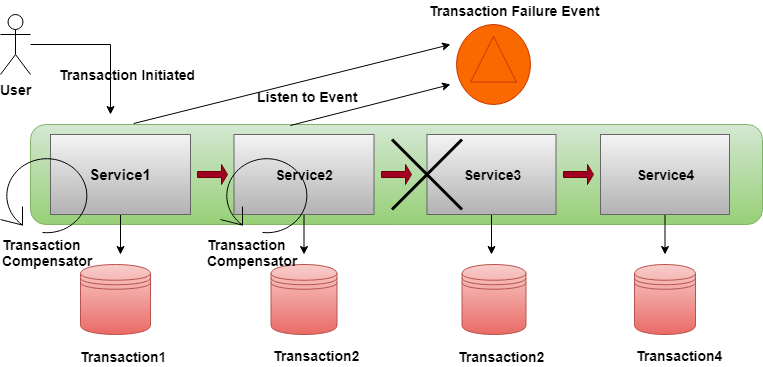 Transaction Failure Event
Transaction Initiated
User
Listen to Event
Service1
Service2
Service3
Service4
Transaction
Compensator
Transaction
Compensator
Transaction1
Transaction2
Transaction2
Transaction4